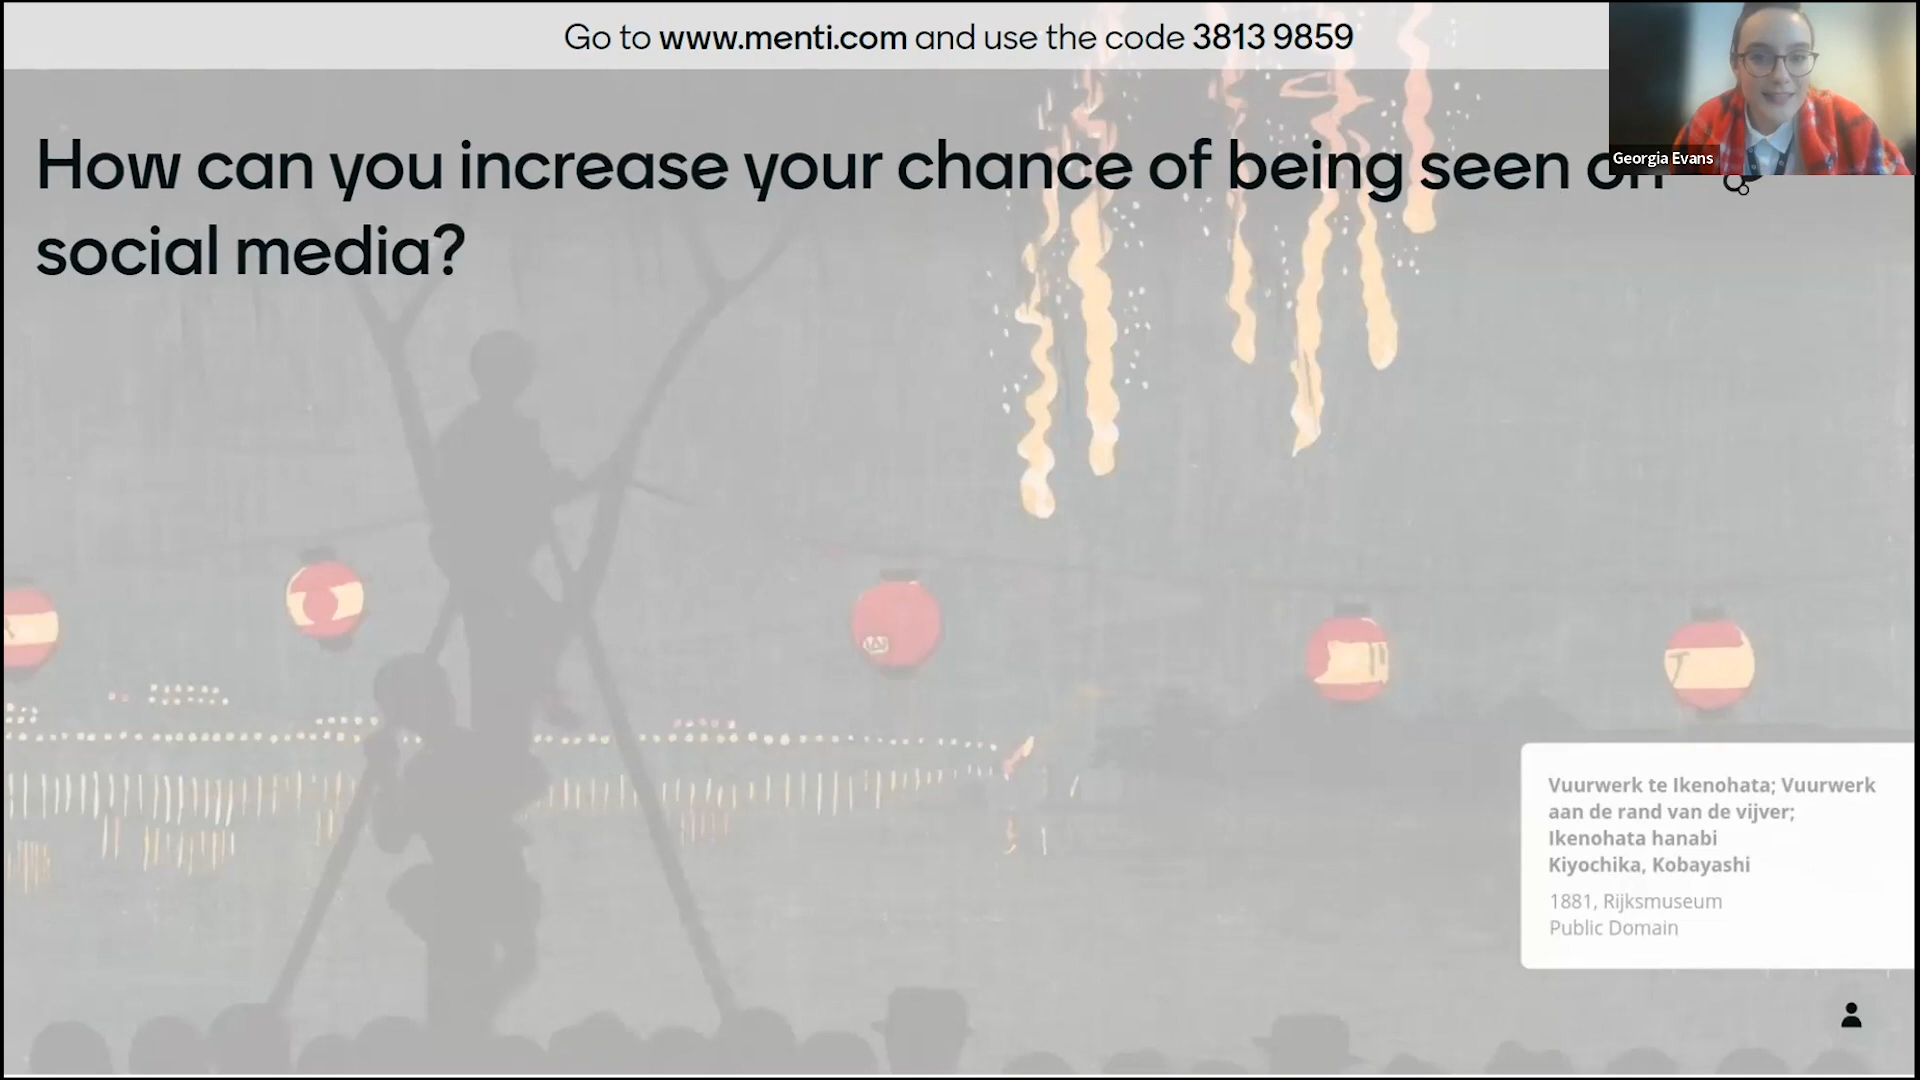 Go to www.menti.com and use the code 3813 9859
Georgia Evans
How can you increase your chance of being seen on
social media?
Vuurwerk te Ikenohata; Vuurwerk
aan de rand van de vijver;
Ikenohata hanabi
Kiyochika, Kobayashi
1881, Rijksmuseum
Public Domain